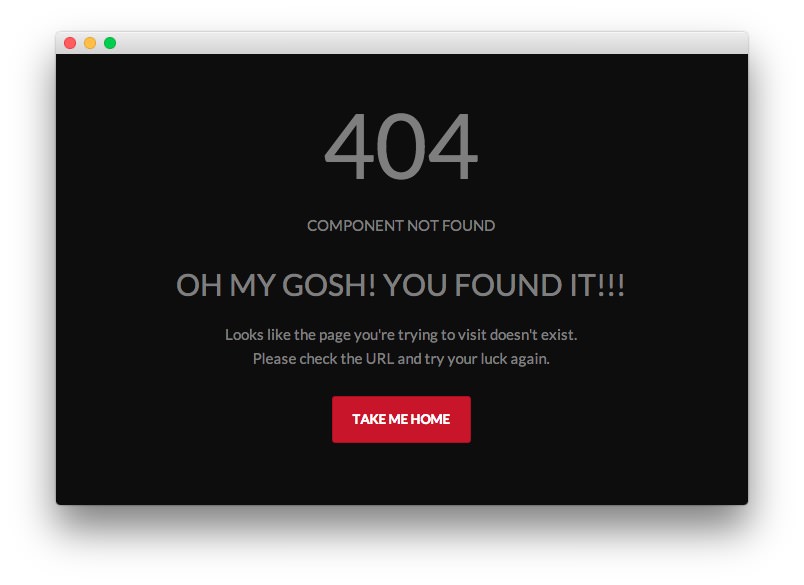 404
COMPONENT NOT FOUND
OH MY GOSH! YOU FOUND IT!!!
Looks like the page you're trying to visit doesn't exist.
Please check the URL and try your luck again.
TAKE ME HOME